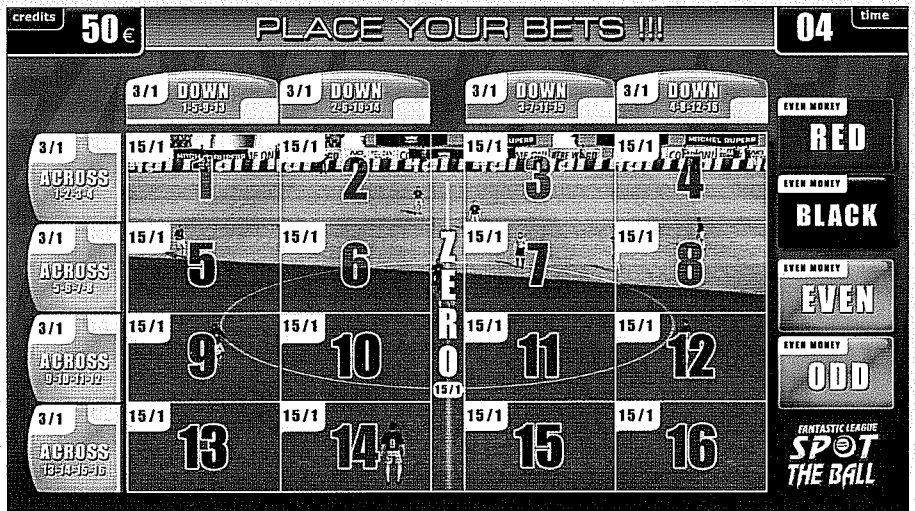 credits
50 €
PLACE YOUR BETS !!!
04
time
3/1 DOWN
1-5-9-13
3/1 DOWN
2-6-10-14
3/1 DOWN
3-7-11-15
3/1 DOWN
4-8-12-16
EVEN MONEY
RED
3/1
ACROSS
1-2-3-4
15/1
1
15/1
2
15/1
3
15/1
4
MICHEL DUPERE
EVEN MONEY
BLACK
3/1
ACROSS
5-6-7-8
15/1
5
15/1
6
ZERO
15/1
15/1
7
15/1
8
EVEN MONEY
EVEN
3/1
ACROSS
9-10-11-12
15/1
9
15/1
10
15/1
11
15/1
12
EVEN MONEY
ODD
3/1
ACROSS
13-14-15-16
15/1
13
15/1
14
15/1
15
15/1
16
FANTASTIC LEAGUE
SPOT
THE BALL